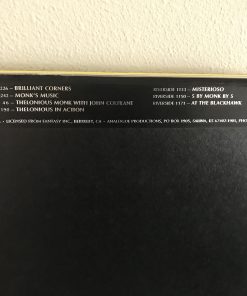 226 – BRILLIANT CORNERS
242 – MONK'S MUSIC
46 – THELONIOUS MONK WITH JOHN COLTRANE
190 – THELONIOUS IN ACTION
RIVERSIDE 1133 – MISTERIOSO
RIVERSIDE 1150 – 5 BY MONK BY 5
RIVERSIDE 1171 – AT THE BLACKHAWK
– LICENSED FROM FANTASY INC., BERKELEY, CA – ANALOGUE PRODUCTIONS, PO BOX 1905, SALINA, KS 67402-1905,